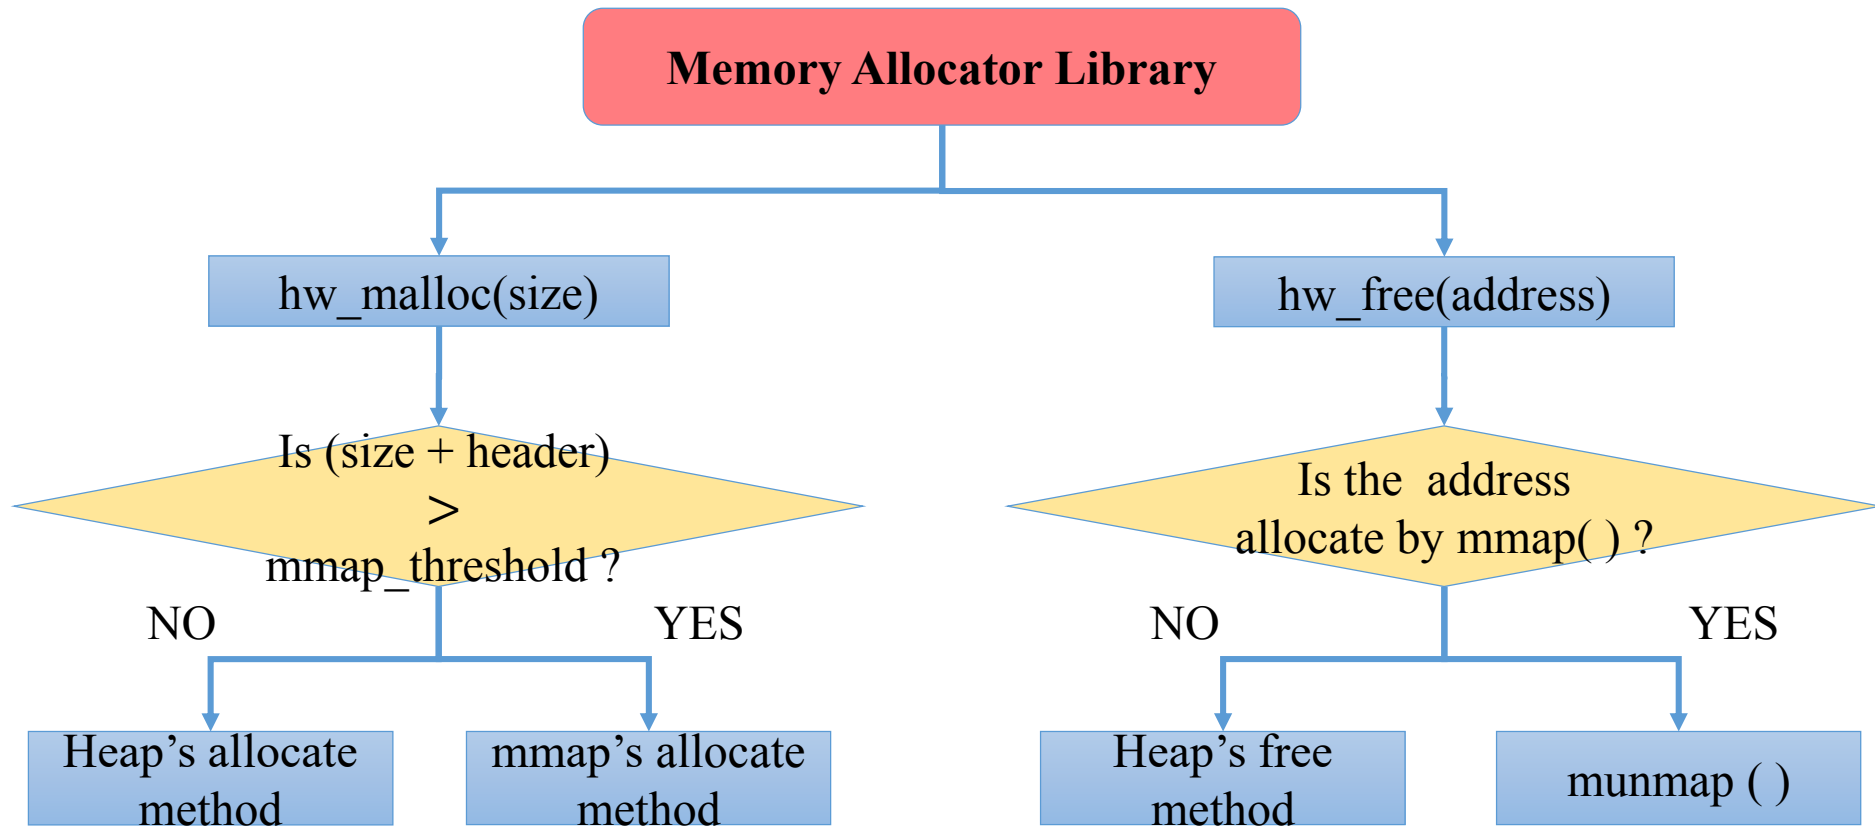 Memory Allocator Library
hw_malloc(size)
hw_free(address)
Is (size + header)
>
mmap_threshold ?
Is the  address
allocate by mmap( ) ?
NO
YES
NO
YES
Heap’s allocate
method
mmap’s allocate
method
Heap’s free
method
munmap ( )